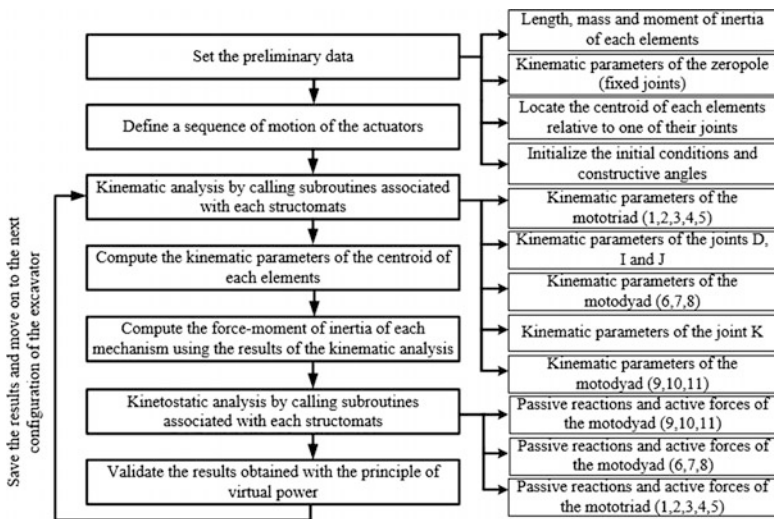 Set the preliminary data
Define a sequence of motion of the actuators
Kinematic analysis by calling subroutines
associated with each structomats
Compute the kinematic parameters of the centroid of
each elements
Compute the force-moment of inertia of each
mechanism using the results of the kinematic analysis
Kinetostatic analysis by calling subroutines
associated with each structomats
Validate the results obtained with the principle of
virtual power
Save the results and move on to the next
configuration of the excavator
Length, mass and moment of inertia
of each elements
Kinematic parameters of the zeropole
(fixed joints)
Locate the centroid of each elements
relative to one of their joints
Initialize the initial conditions and
constructive angles
Kinematic parameters of the
mototriad (1,2,3,4,5)
Kinematic parameters of the joints D,
I and J
Kinematic parameters of the
motodyad (6,7,8)
Kinematic parameters of the joint K
Kinematic parameters of the
motodyad (9,10,11)
Passive reactions and active forces of
the motodyad (9,10,11)
Passive reactions and active forces of
the motodyad (6,7,8)
Passive reactions and active forces of
the mototriad (1,2,3,4,5)